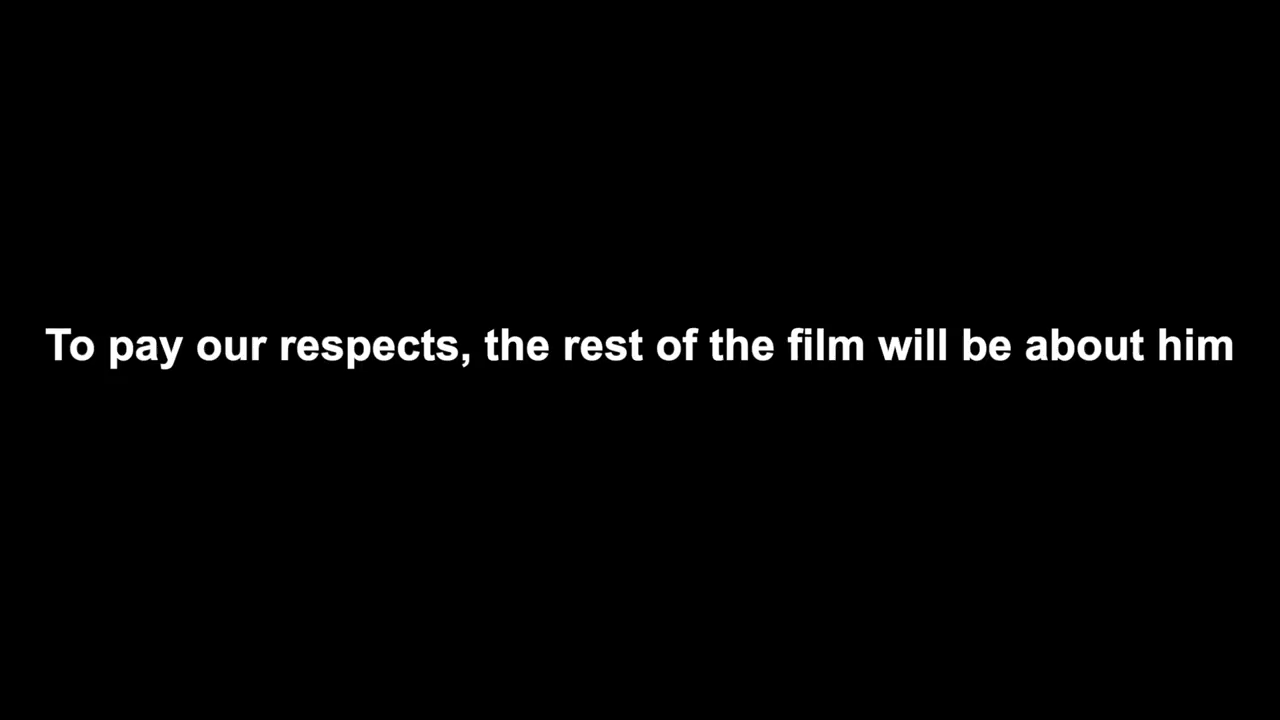 To pay our respects, the rest of the film will be about him